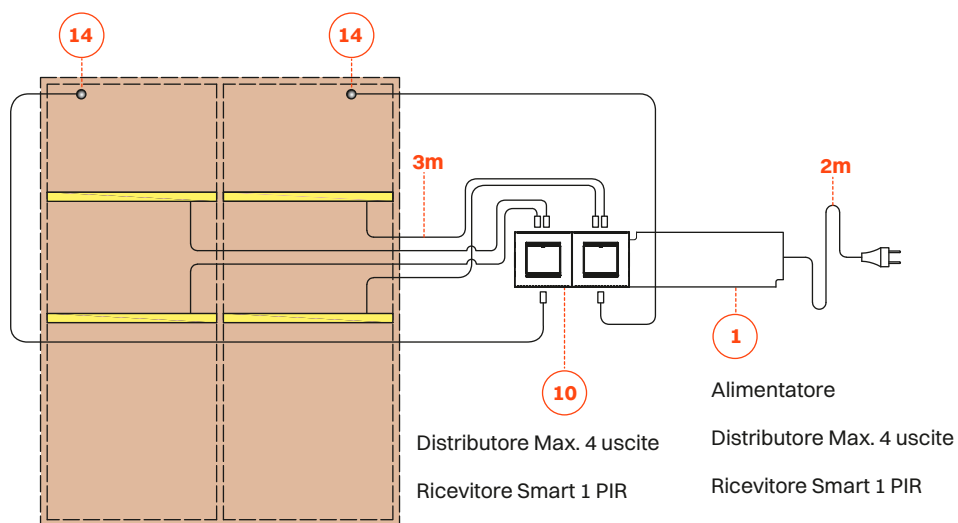 14
14
3m
2m
1
10
Alimentatore
Distributore Max. 4 uscite
Distributore Max. 4 uscite
Ricevitore Smart 1 PIR
Ricevitore Smart 1 PIR